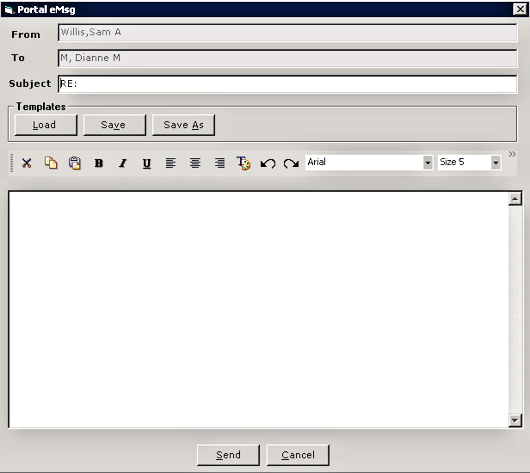 Portal eMsg
From Willis,Sam A
To M, Dianne M
Subject RE:
Templates
Load Save Save As
B I U T Arial Size 5 »
Send Cancel